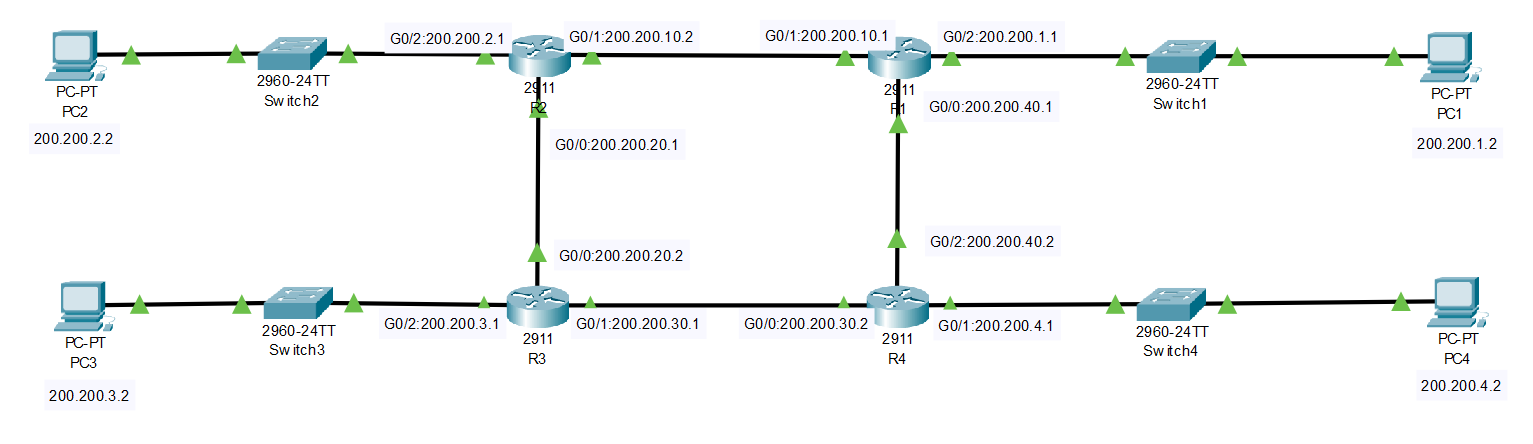 G0/2:200.200.2.1
G0/1:200.200.10.2
G0/1:200.200.10.1
G0/2:200.200.1.1
PC-PT
PC2
200.200.2.2
2960-24TT
Switch2
2911
R2
2911
R1
G0/0:200.200.40.1
2960-24TT
Switch1
PC-PT
PC1
200.200.1.2
G0/0:200.200.20.1
G0/0:200.200.20.2
G0/2:200.200.40.2
PC-PT
PC3
200.200.3.2
2960-24TT
Switch3
G0/2:200.200.3.1
2911
R3
G0/1:200.200.30.1
G0/0:200.200.30.2
2911
R4
G0/1:200.200.4.1
2960-24TT
Switch4
PC-PT
PC4
200.200.4.2